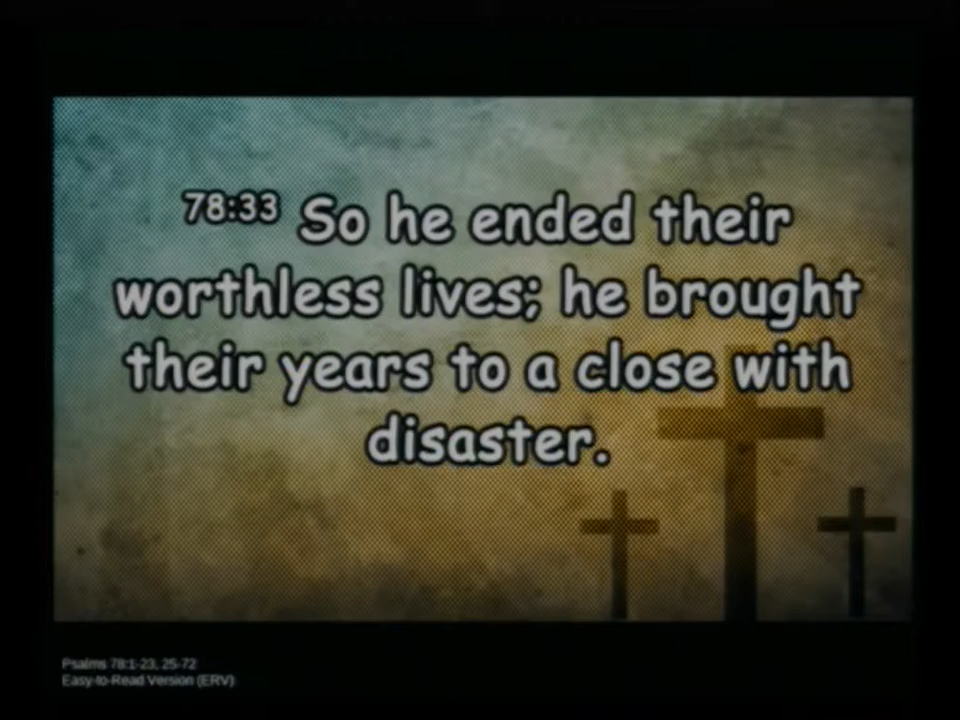 78:33 So he ended their
worthless lives; he brought
their years to a close with
disaster.
Psalms 78:1-23, 25-72
Easy-to-Read Version (ERV)